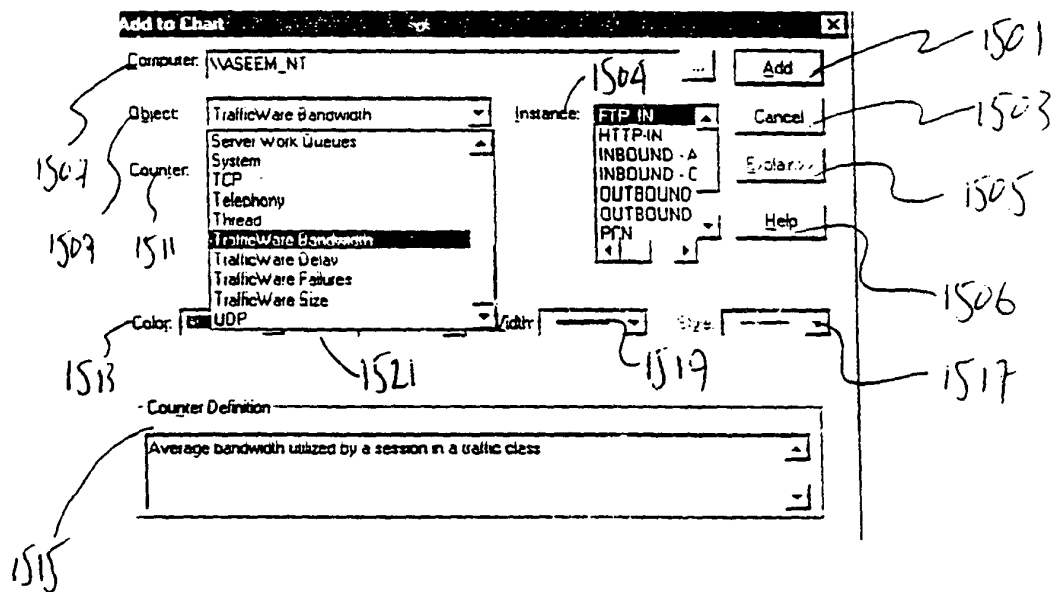 Add to Chart
1501
Computer: \\ASEEM_NT
...
Add
1504
Object: TrafficWare Bandwidth
Instance: FTP-IN
Cancel
1503
HTTP-IN
INBOUND - A
INBOUND - C
OUTBOUND
OUTBOUND
Explain>>
1505
Help
1506
1507
Counter:
1511
Server Work Queues
System
TCP
Telephony
Thread
TrafficWare Bandwidth
TrafficWare Delay
TrafficWare Failures
TrafficWare Size
UDP
Color:
Width:
1513
1521
1519
1517
Counter Definition
Average bandwidth utilized by a session in a traffic class
1515